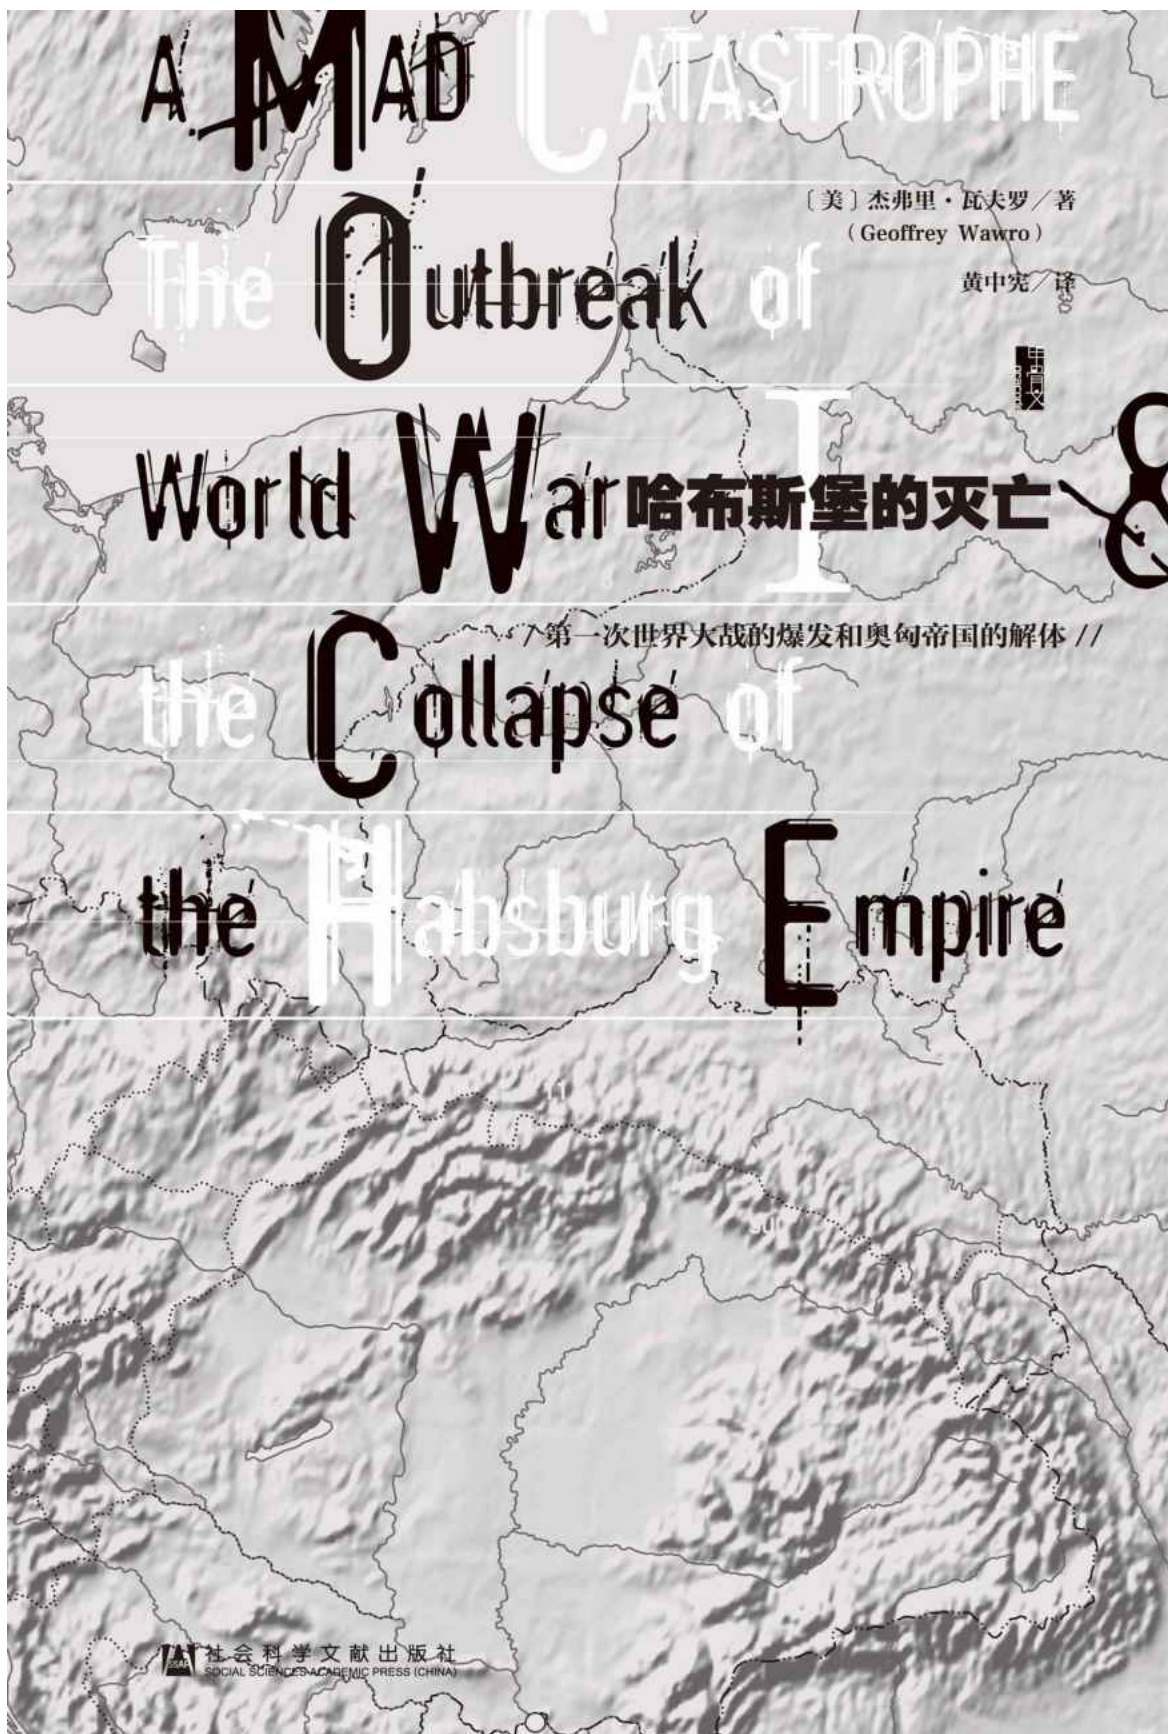 A MAD CATASTROPHE
〔美〕杰弗里·瓦夫罗／著
(Geoffrey Wawro)
The Outbreak of
黄中宪／译
甲骨文
World War I &
哈布斯堡的灭亡
/ 第一次世界大战的爆发和奥匈帝国的解体 //
the Collapse of
the Habsburg Empire
社会科学文献出版社
SOCIAL SCIENCES ACADEMIC PRESS (CHINA)